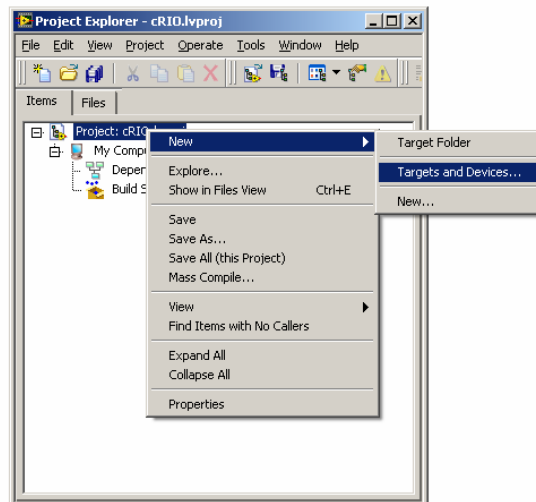 Project Explorer - cRIO.lvproj
File Edit View Project Operate Tools Window Help
Items Files
Project: cRIO
My Comp
Depen
Build S
New
Explore...
Show in Files View Ctrl+E
Save
Save As...
Save All (this Project)
Mass Compile...
View
Find Items with No Callers
Expand All
Collapse All
Properties
Target Folder
Targets and Devices...
New...